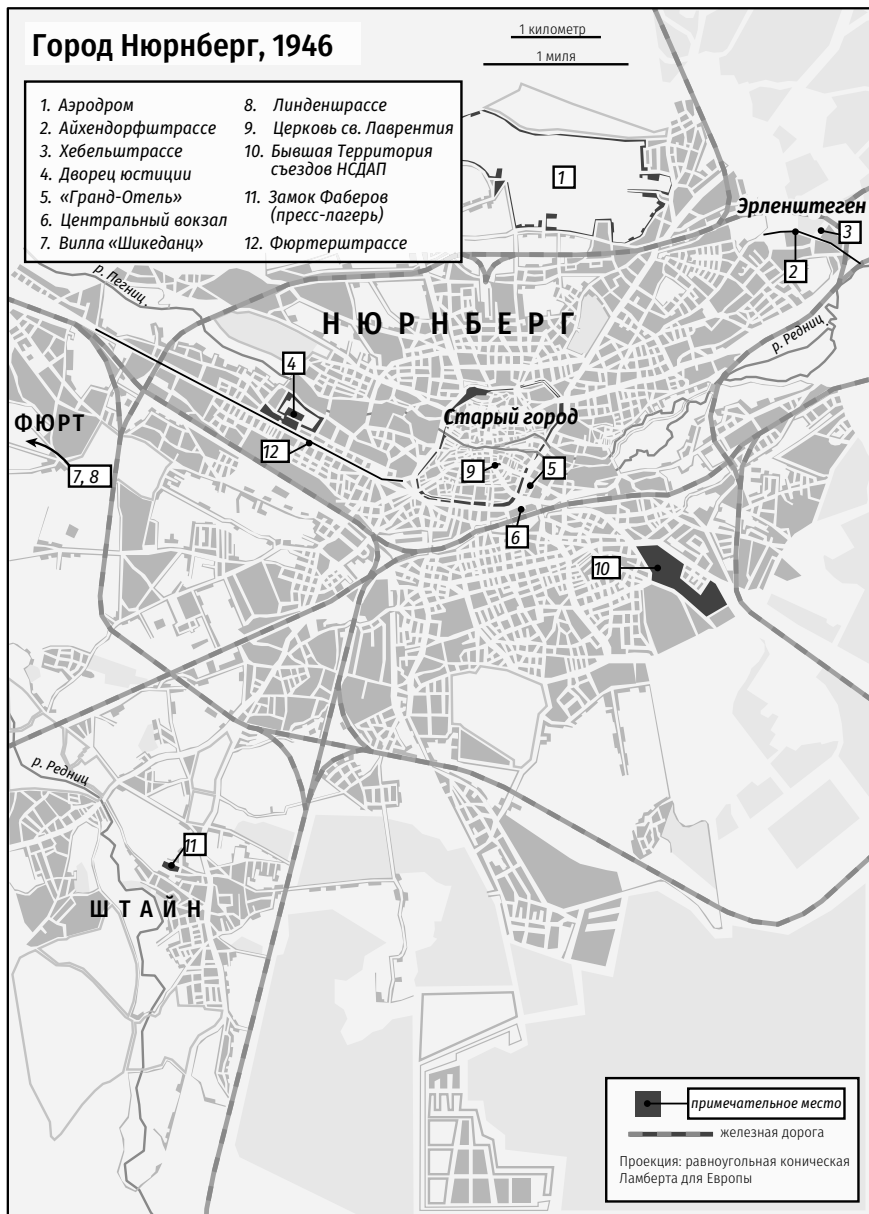 Город Нюрнберг, 1946
1 километр
1 миля
1. Аэродром
2. Айхендорфштрассе
3. Хебельштрассе
4. Дворец юстиции
5. «Гранд-Отель»
6. Центральный вокзал
7. Вилла «Шикеданц»
8. Линденшрассе
9. Церковь св. Лаврентия
10. Бывшая Территория
съездов НСДАП
11. Замок Фаберов
(пресс-лагерь)
12. Фюртерштрассе
1
Эрленштеген
3
2
р. Пегниц
НЮРНБЕРГ
р. Редниц
4
Старый город
ФЮРТ
12
9
5
7, 8
6
10
р. Редниц
11
ШТАЙН
примечательное место
железная дорога
Проекция: равноугольная коническая
Ламберта для Европы